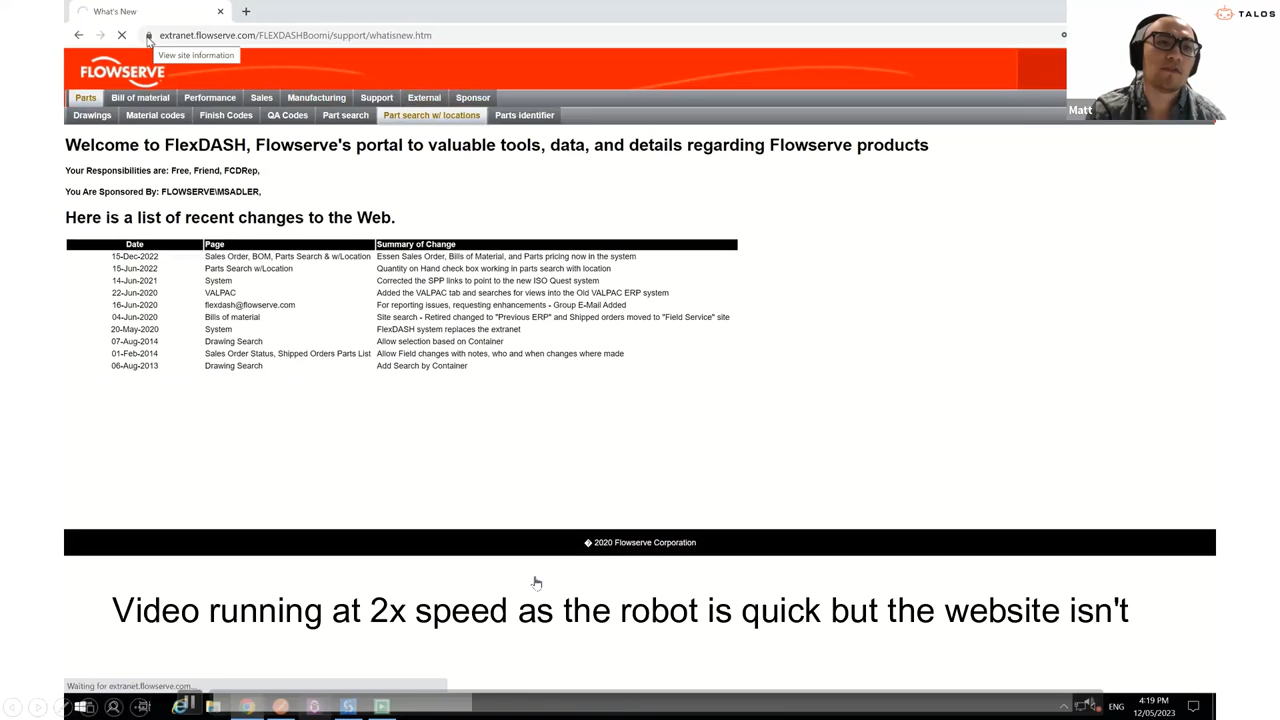 What's New
TALOS
extranet.flowserve.com/FLEXDASHBoomi/support/whatisnew.htm
View site information
FLOWSERVE
Parts Bill of material Performance Sales Manufacturing Support External Sponsor
Matt
Drawings Material codes Finish Codes QA Codes Part search Part search w/ locations Parts identifier
Welcome to FlexDASH, Flowserve's portal to valuable tools, data, and details regarding Flowserve products
Your Responsibilities are: Free, Friend, FCDRep,
You Are Sponsored By: FLOWSERVE\MSADLER,
Here is a list of recent changes to the Web.
Date Page Summary of Change
15-Dec-2022 Sales Order, BOM, Parts Search & w/Location Essen Sales Order, Bills of Material, and Parts pricing now in the system
15-Jun-2022 Parts Search w/Location Quantity on Hand check box working in parts search with location
14-Jun-2021 System Corrected the SPP links to point to the new ISO Quest system
22-Jun-2020 VALPAC Added the VALPAC tab and searches for views into the Old VALPAC ERP system
16-Jun-2020 flexdash@flowserve.com For reporting issues, requesting enhancements - Group E-Mail Added
04-Jun-2020 Bills of material Site search - Retired changed to "Previous ERP" and Shipped orders moved to "Field Service" site
20-May-2020 System FlexDASH system replaces the extranet
07-Aug-2014 Drawing Search Allow selection based on Container
01-Feb-2014 Sales Order Status, Shipped Orders Parts List Allow Field changes with notes, who and when changes where made
06-Aug-2013 Drawing Search Add Search by Container
� 2020 Flowserve Corporation
Video running at 2x speed as the robot is quick but the website isn't
Waiting for extranet.flowserve.com...
ENG 4:19 PM
12/05/2023